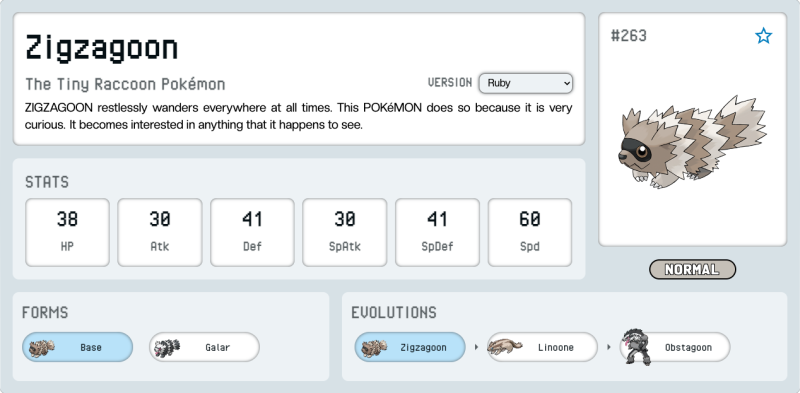 Zigzagoon
The Tiny Raccoon Pokémon
VERSION Ruby
ZIGZAGOON restlessly wanders everywhere at all times. This POKéMON does so because it is very
curious. It becomes interested in anything that it happens to see.
#263
NORMAL
STATS
38 30 41 30 41 60
HP Atk Def SpAtk SpDef Spd
FORMS
Base Galar
EVOLUTIONS
Zigzagoon Linoone Obstagoon